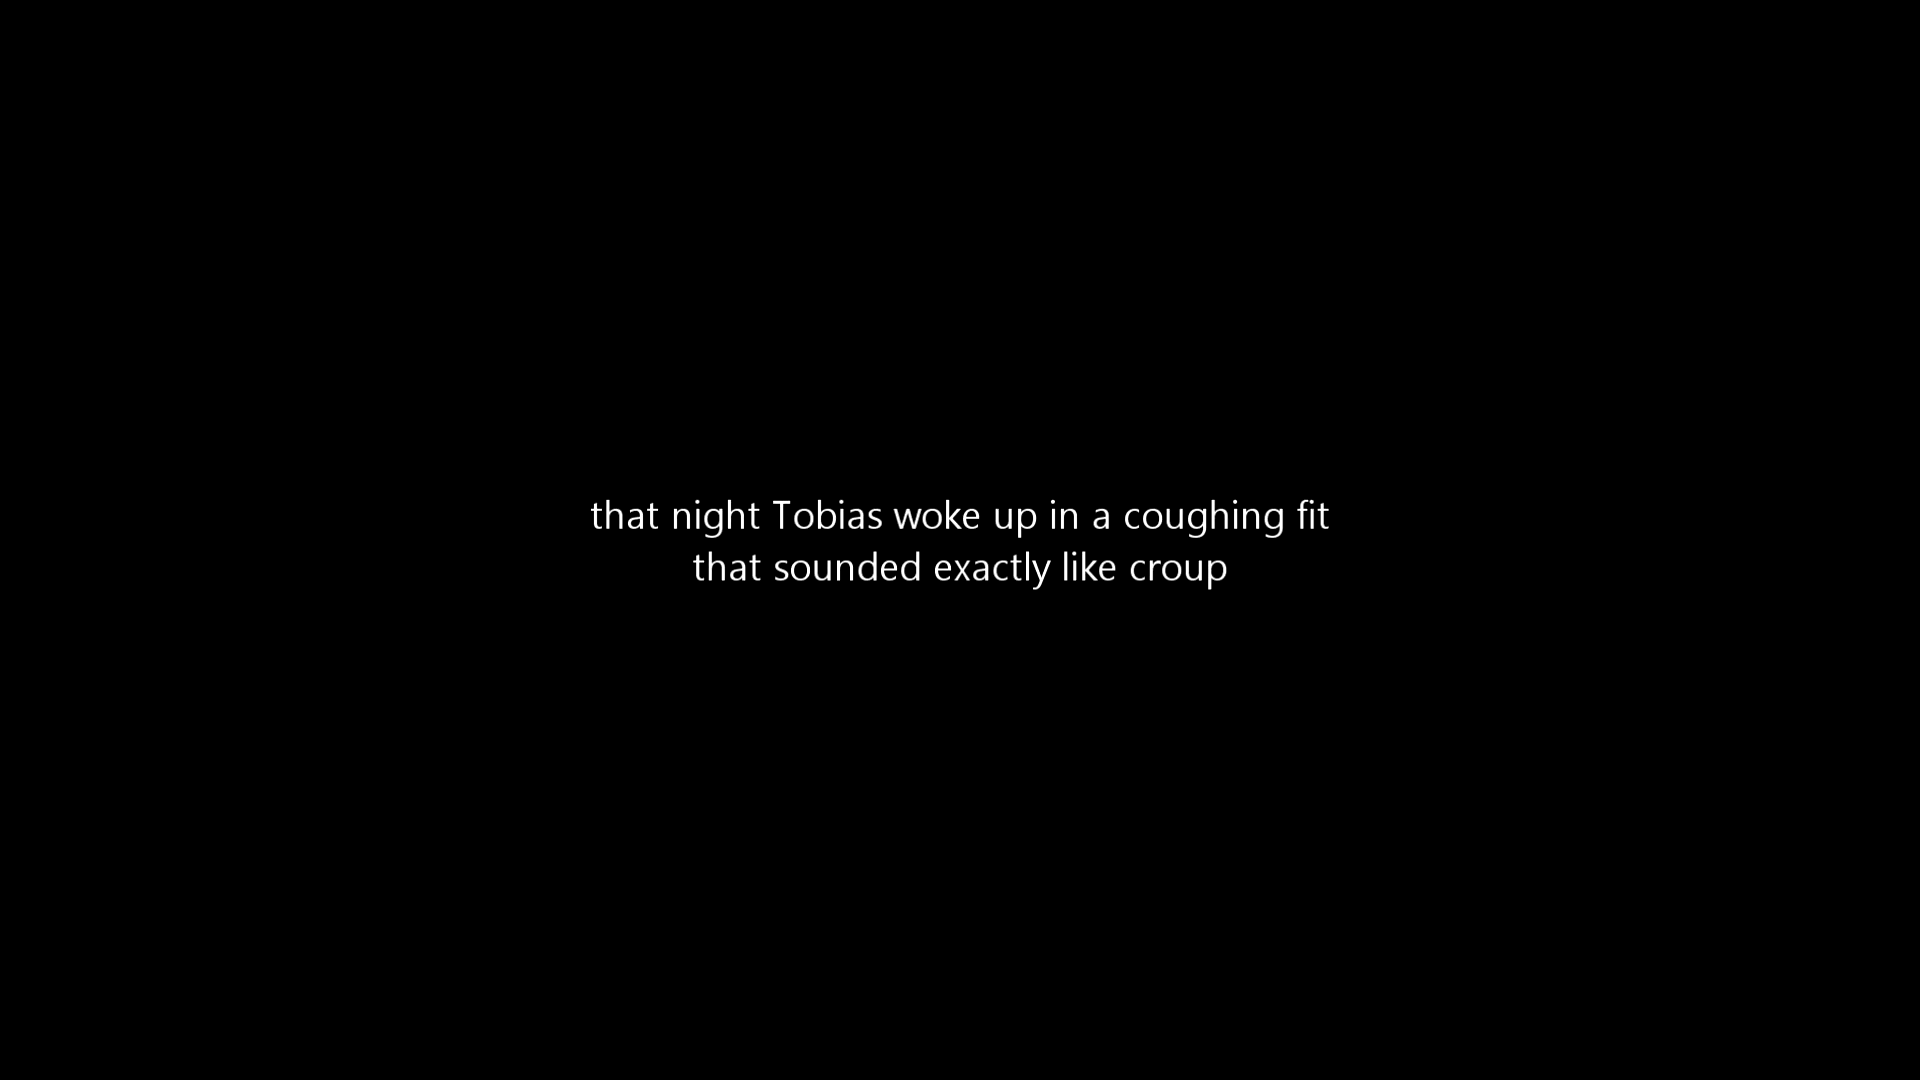 that night Tobias woke up in a coughing fit
that sounded exactly like croup